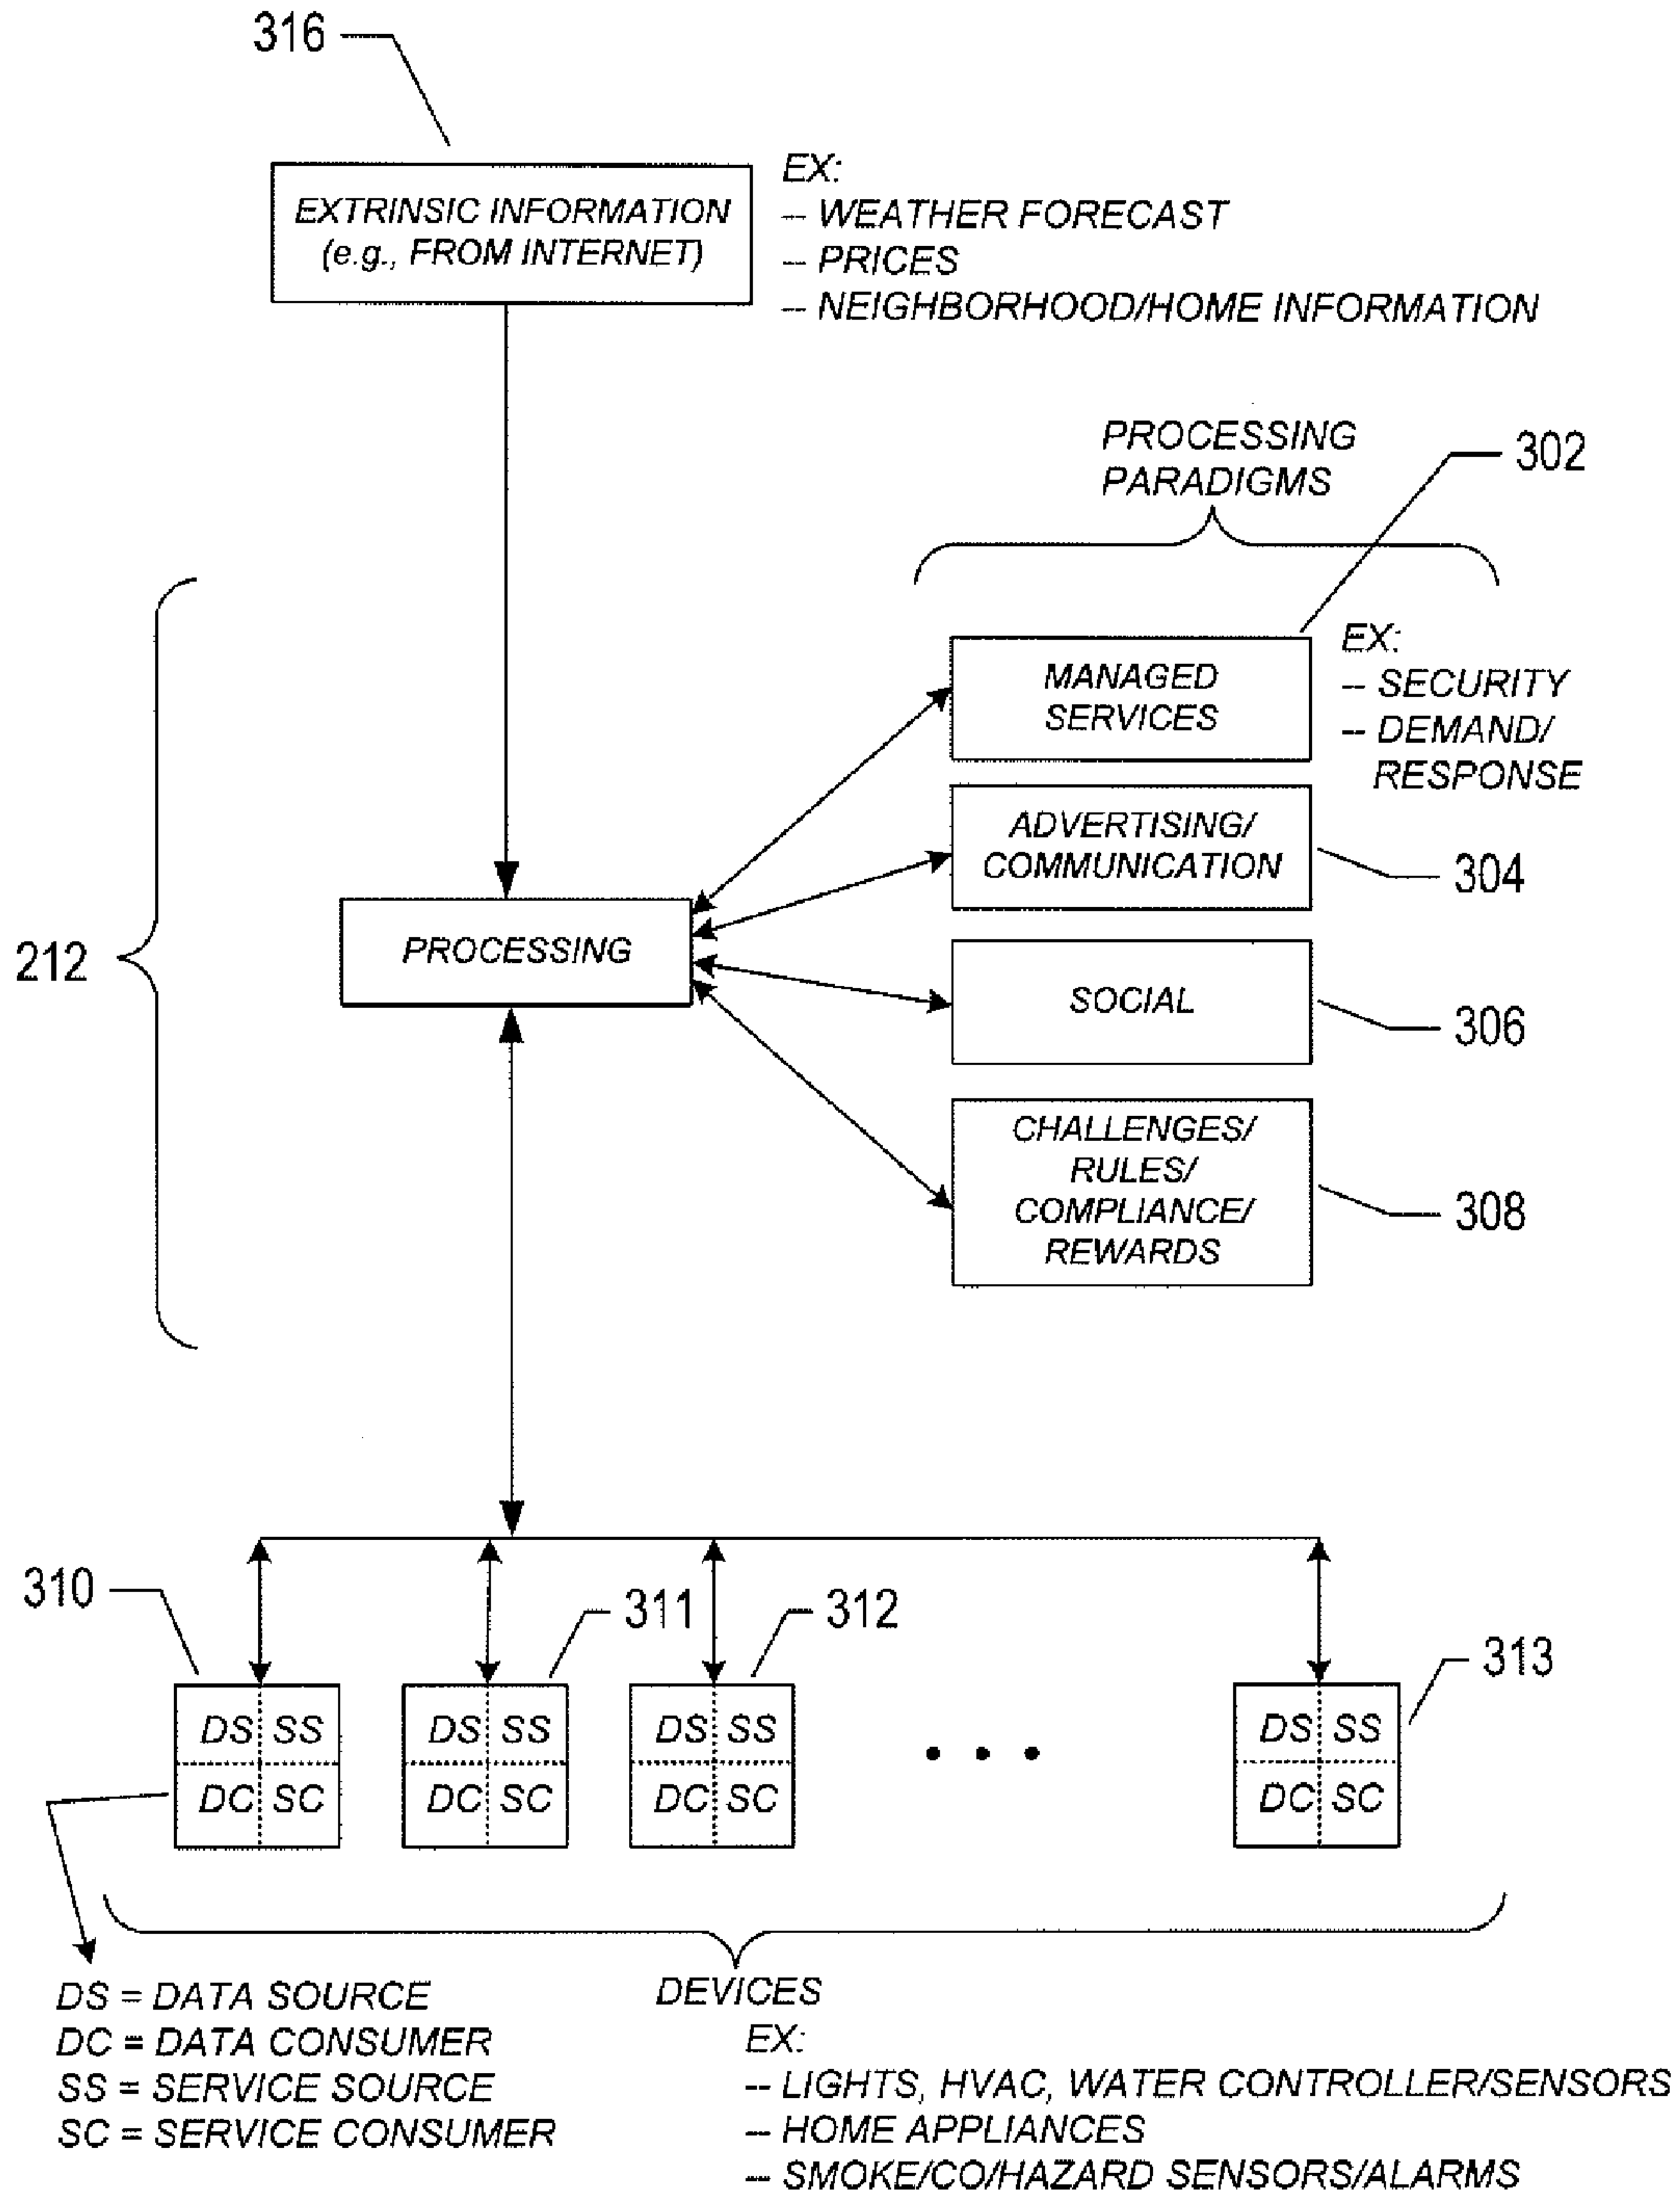 316
EXTRINSIC INFORMATION
(e.g., FROM INTERNET)
EX:
-- WEATHER FORECAST
-- PRICES
-- NEIGHBORHOOD/HOME INFORMATION
PROCESSING
PARADIGMS
302
MANAGED
SERVICES
EX:
-- SECURITY
-- DEMAND/
RESPONSE
ADVERTISING/
COMMUNICATION
304
212
PROCESSING
SOCIAL
306
CHALLENGES/
RULES/
COMPLIANCE/
REWARDS
308
310
311
312
313
DS SS
DC SC
DS SS
DC SC
DS SS
DC SC
• • •
DS SS
DC SC
DS = DATA SOURCE
DC = DATA CONSUMER
SS = SERVICE SOURCE
SC = SERVICE CONSUMER
DEVICES
EX:
-- LIGHTS, HVAC, WATER CONTROLLER/SENSORS
-- HOME APPLIANCES
-- SMOKE/CO/HAZARD SENSORS/ALARMS